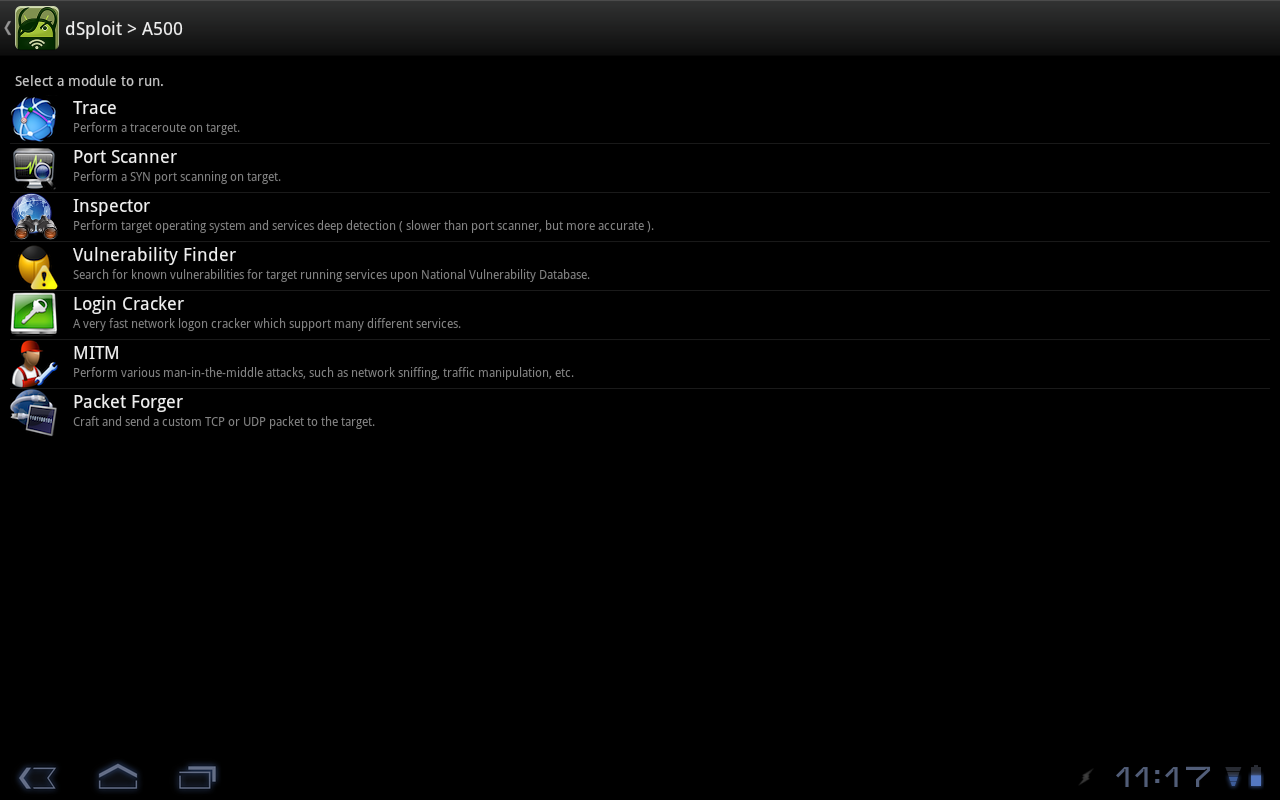 dSploit > A500
Select a module to run.
Trace
Perform a traceroute on target.
Port Scanner
Perform a SYN port scanning on target.
Inspector
Perform target operating system and services deep detection ( slower than port scanner, but more accurate ).
Vulnerability Finder
Search for known vulnerabilities for target running services upon National Vulnerability Database.
Login Cracker
A very fast network logon cracker which support many different services.
MITM
Perform various man-in-the-middle attacks, such as network sniffing, traffic manipulation, etc.
Packet Forger
Craft and send a custom TCP or UDP packet to the target.
11:17